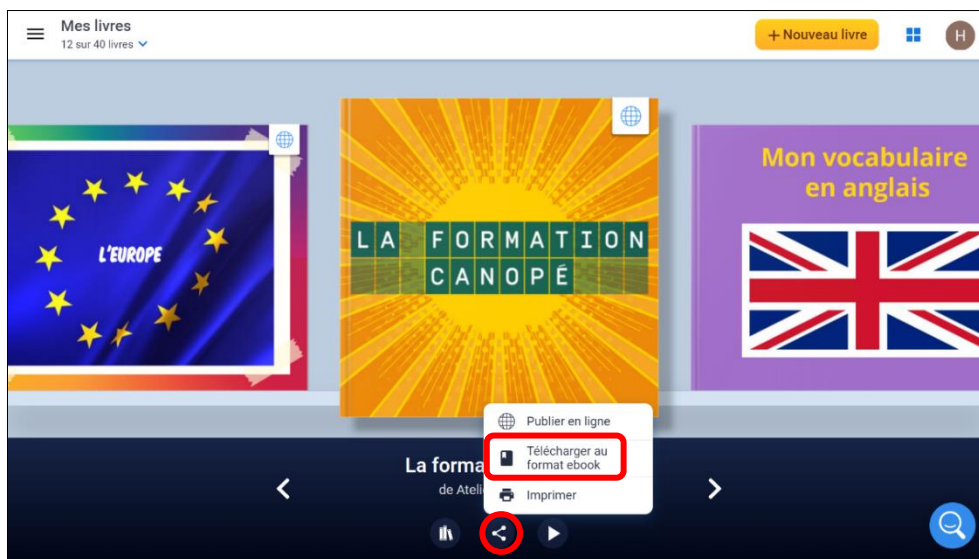 Mes livres
12 sur 40 livres
+ Nouveau livre
H
L'EUROPE
LA FORMATION
CANOPÉ
Mon vocabulaire
en anglais
Publier en ligne
Télécharger au
format ebook
Imprimer
La forma
de Ateli